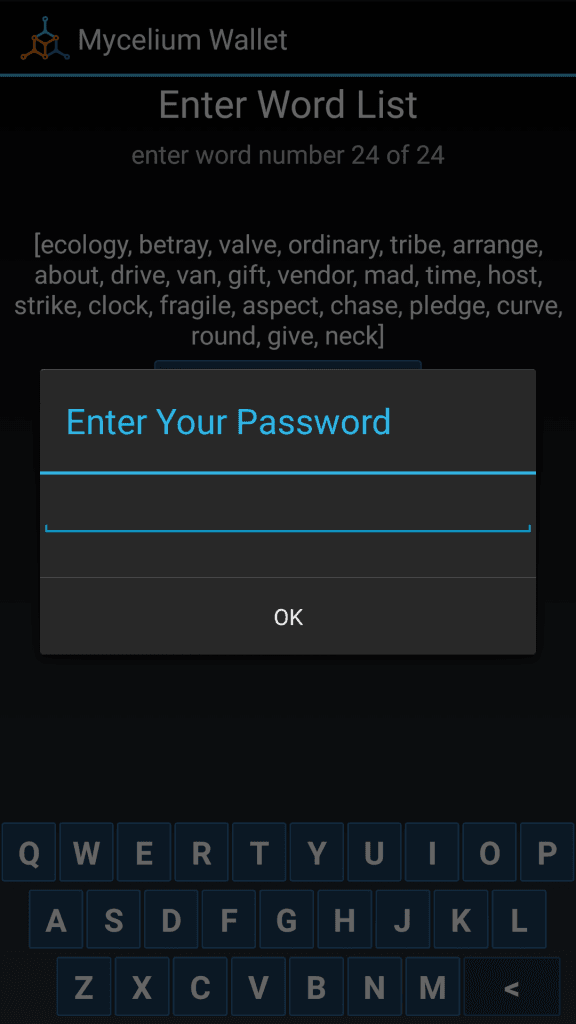 Mycelium Wallet
Enter Word List
enter word number 24 of 24
[ecology, betray, valve, ordinary, tribe, arrange,
about, drive, van, gift, vendor, mad, time, host,
strike, clock, fragile, aspect, chase, pledge, curve,
round, give, neck]
Enter Your Password
OK
Q W E R T Y U I O P
A S D F G H J K L
Z X C V B N M <